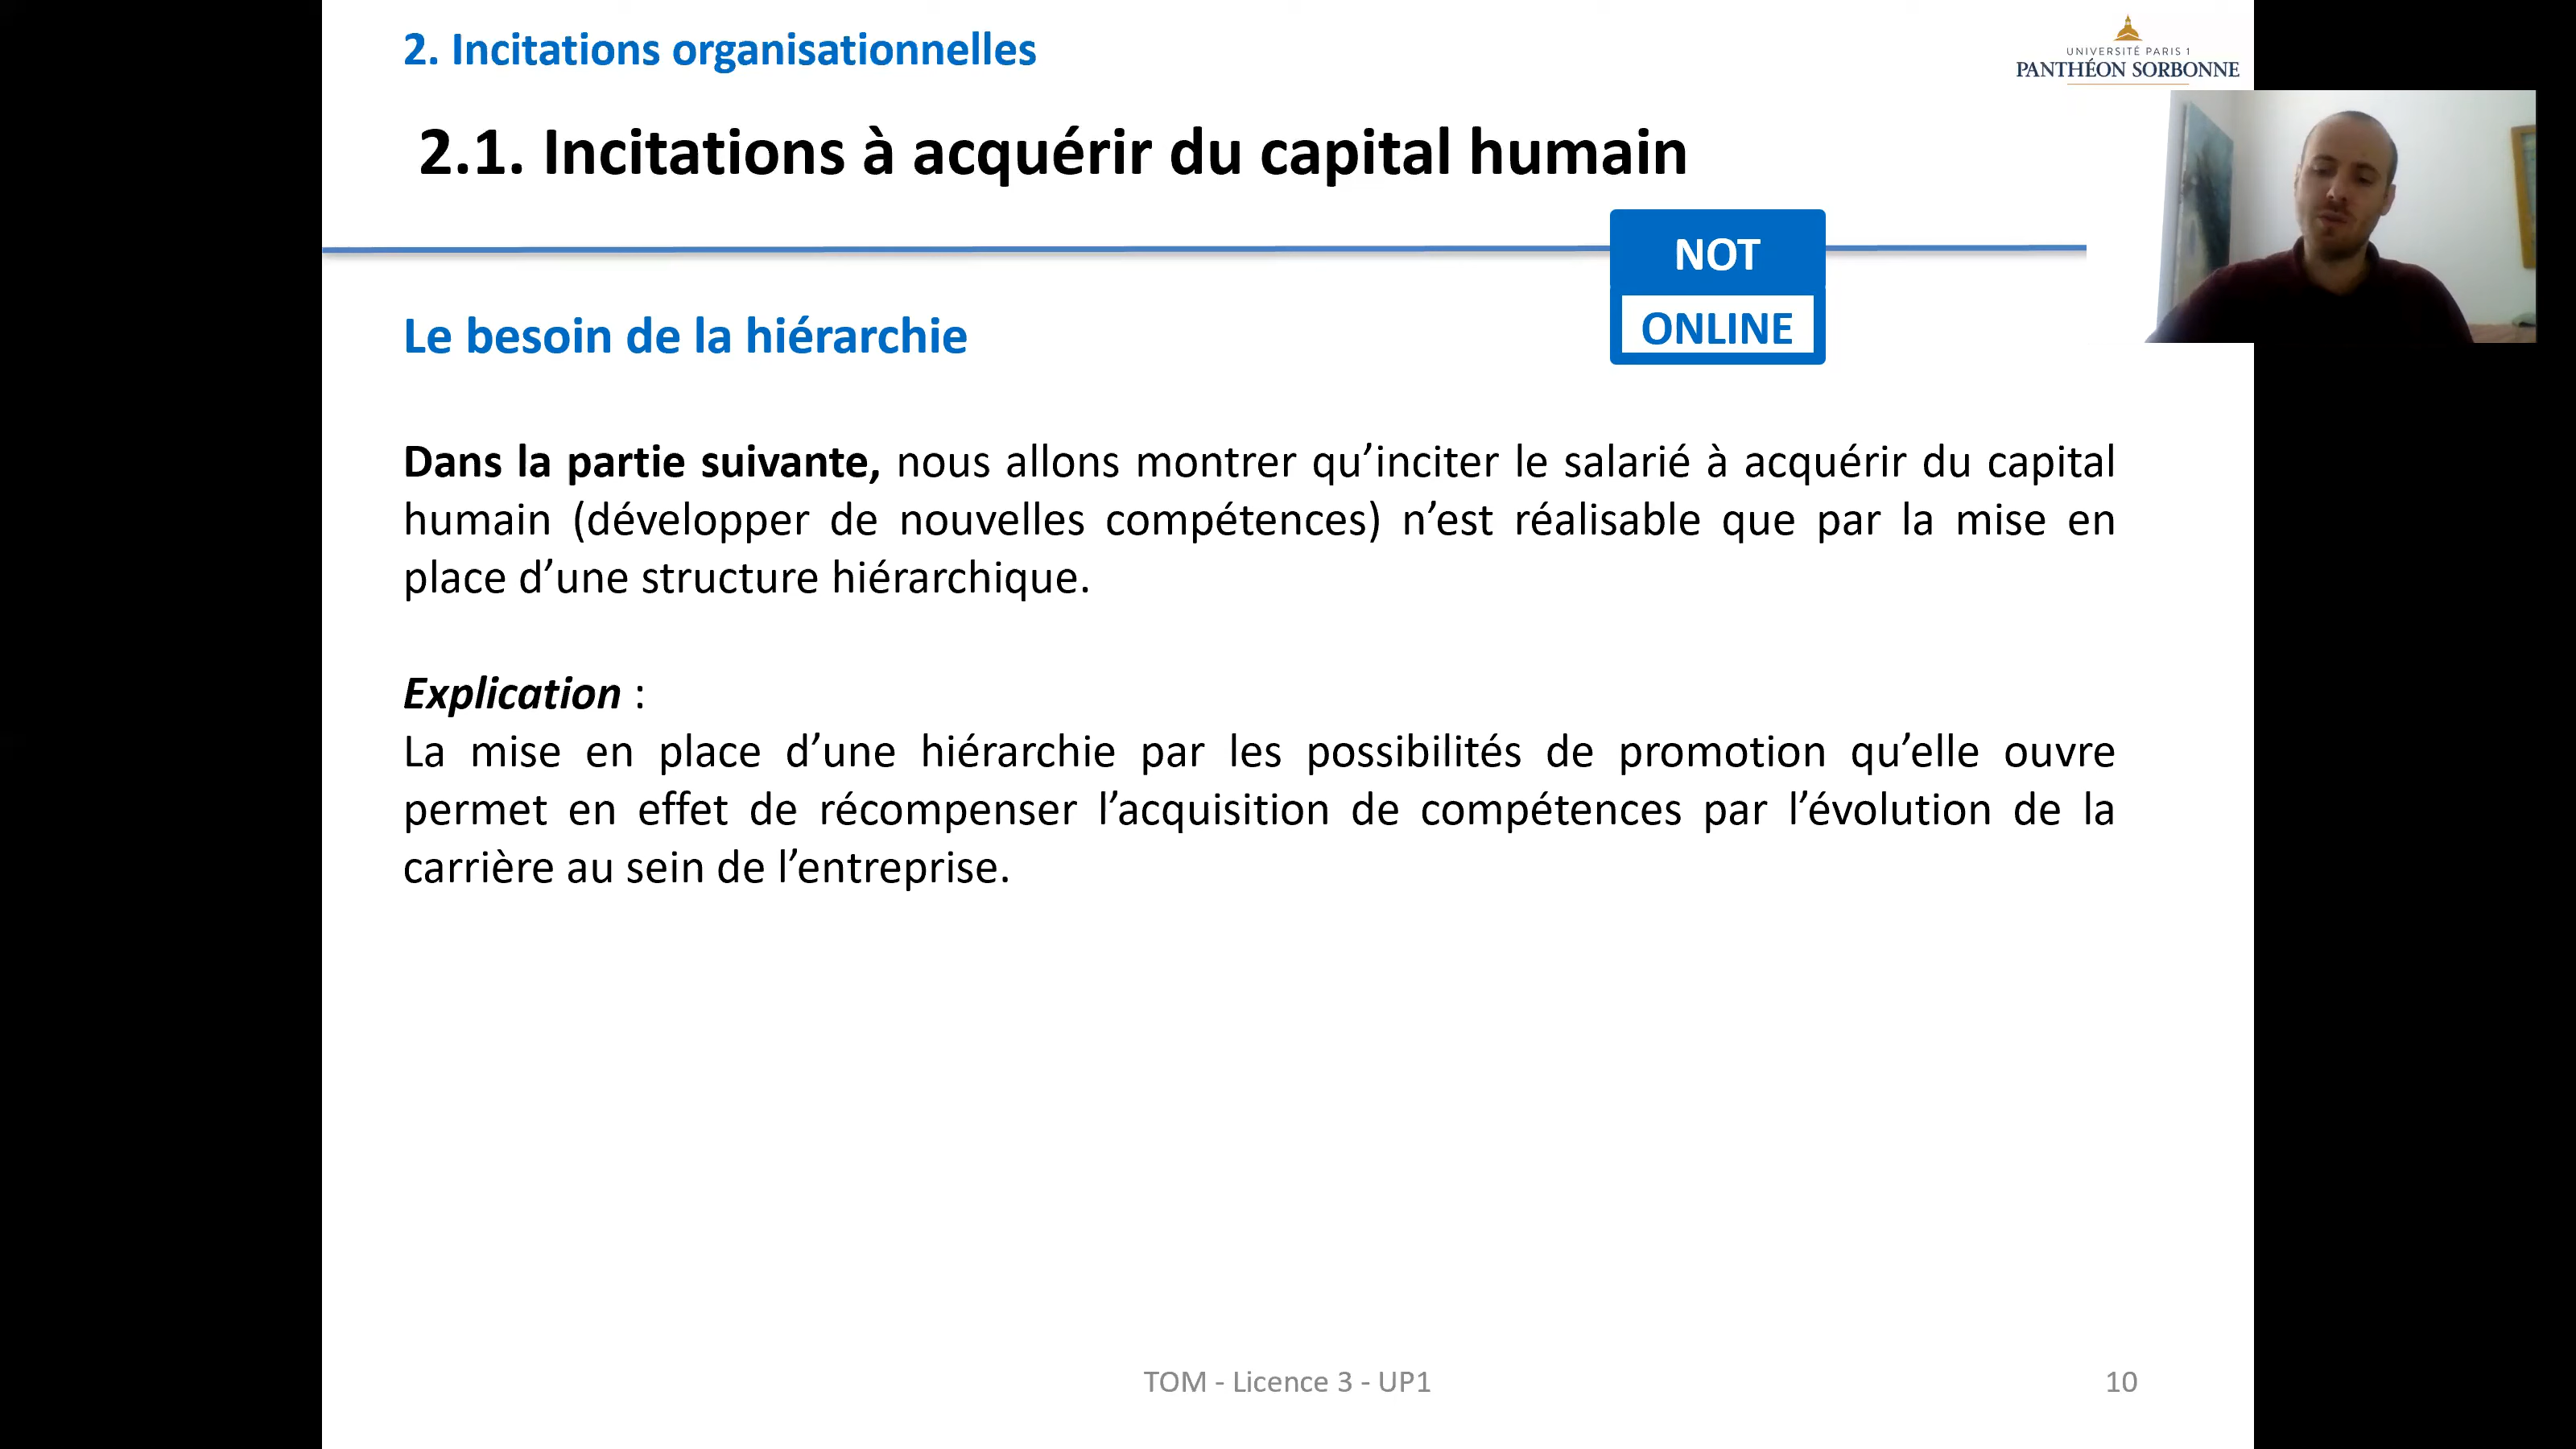 2. Incitations organisationnelles
UNIVERSITÉ PARIS 1
PANTHÉON SORBONNE
2.1. Incitations à acquérir du capital humain
NOT
ONLINE
Le besoin de la hiérarchie
Dans la partie suivante, nous allons montrer qu’inciter le salarié à acquérir du capital
humain (développer de nouvelles compétences) n’est réalisable que par la mise en
place d’une structure hiérarchique.
Explication :
La mise en place d’une hiérarchie par les possibilités de promotion qu’elle ouvre
permet en effet de récompenser l’acquisition de compétences par l’évolution de la
carrière au sein de l’entreprise.
TOM - Licence 3 - UP1
10